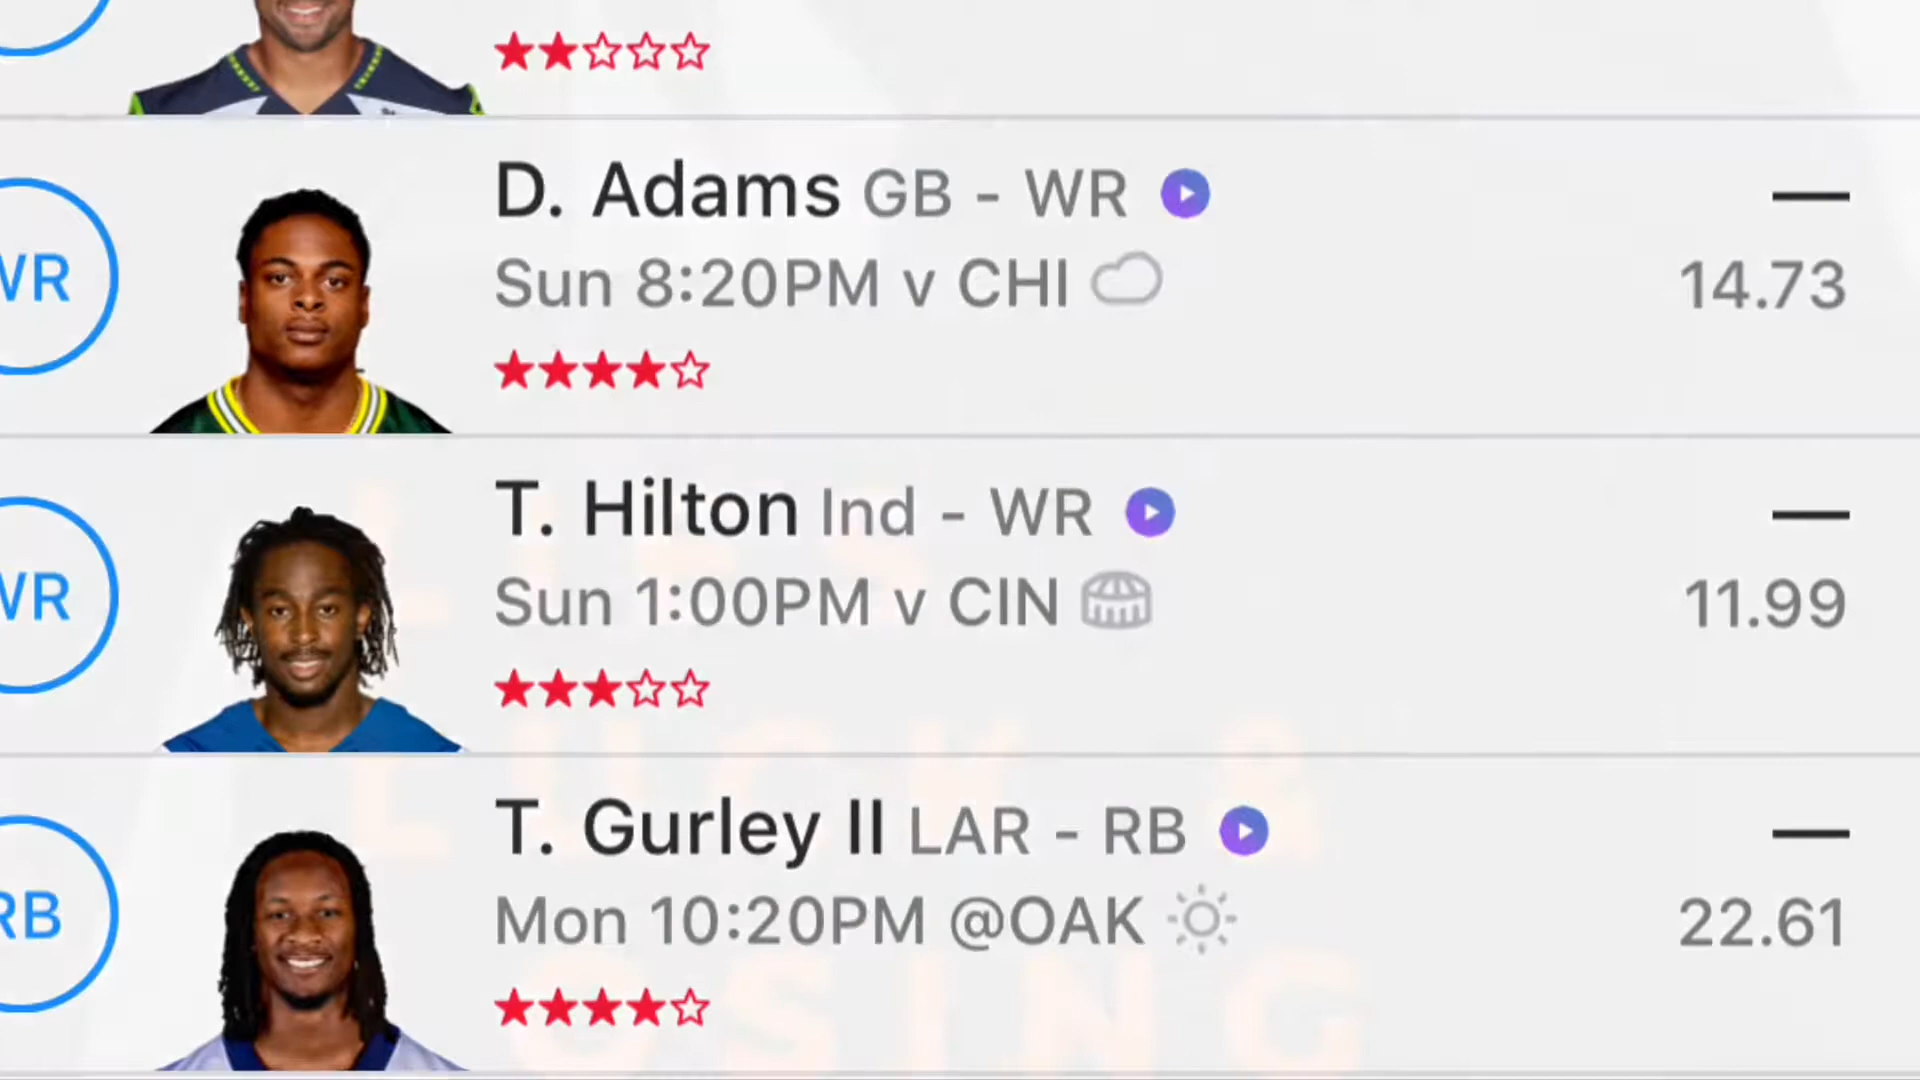 ★★☆☆☆
D. Adams GB - WR
—
WR
Sun 8:20PM v CHI
14.73
★★★★☆
T. Hilton Ind - WR
—
WR
Sun 1:00PM v CIN
11.99
★★★☆☆
T. Gurley II LAR - RB
—
RB
Mon 10:20PM @OAK
22.61
★★★★☆